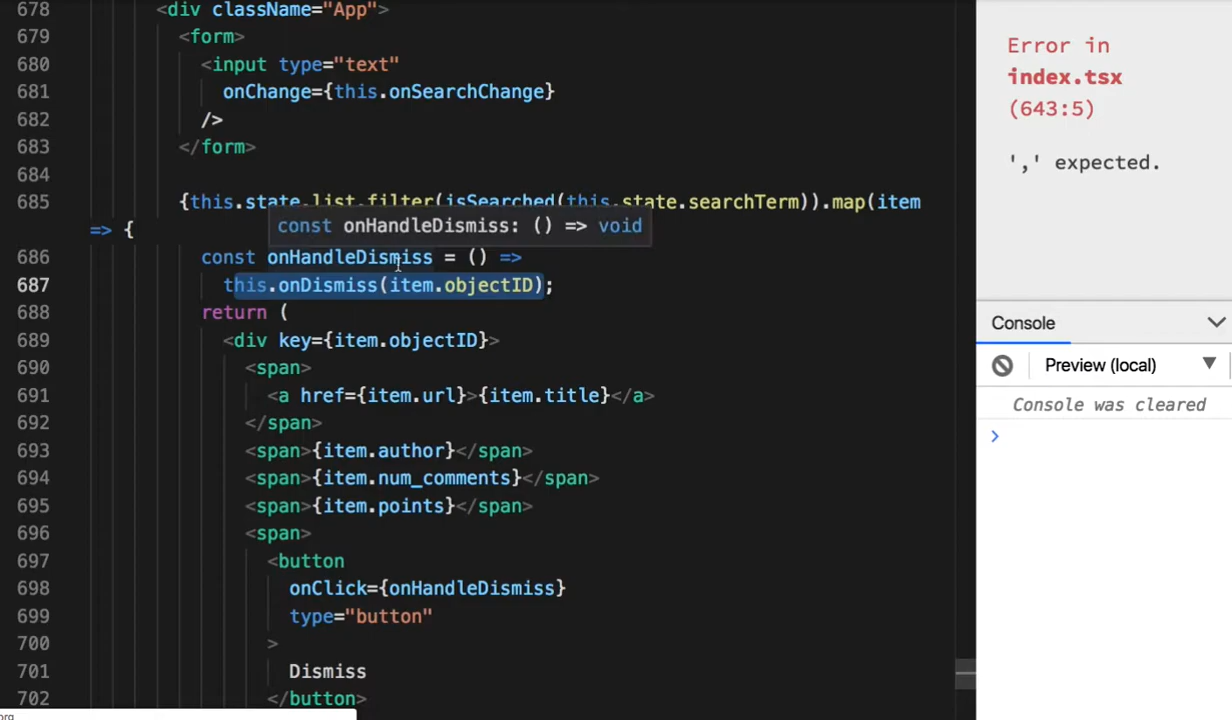 678 <div className="App">
679 <form>
680 <input type="text"
681 onChange={this.onSearchChange}
682 />
683 </form>
684
685 {this.state.list.filter(isSearched(this.state.searchTerm)).map(item
=> {
const onHandleDismiss: () => void
686 const onHandleDismiss = () =>
687 this.onDismiss(item.objectID);
688 return (
689 <div key={item.objectID}>
690 <span>
691 <a href={item.url}>{item.title}</a>
692 </span>
693 <span>{item.author}</span>
694 <span>{item.num_comments}</span>
695 <span>{item.points}</span>
696 <span>
697 <button
698 onClick={onHandleDismiss}
699 type="button"
700 >
701 Dismiss
702 </button>
Error in
index.tsx
(643:5)
',' expected.
Console
Preview (local)
Console was cleared